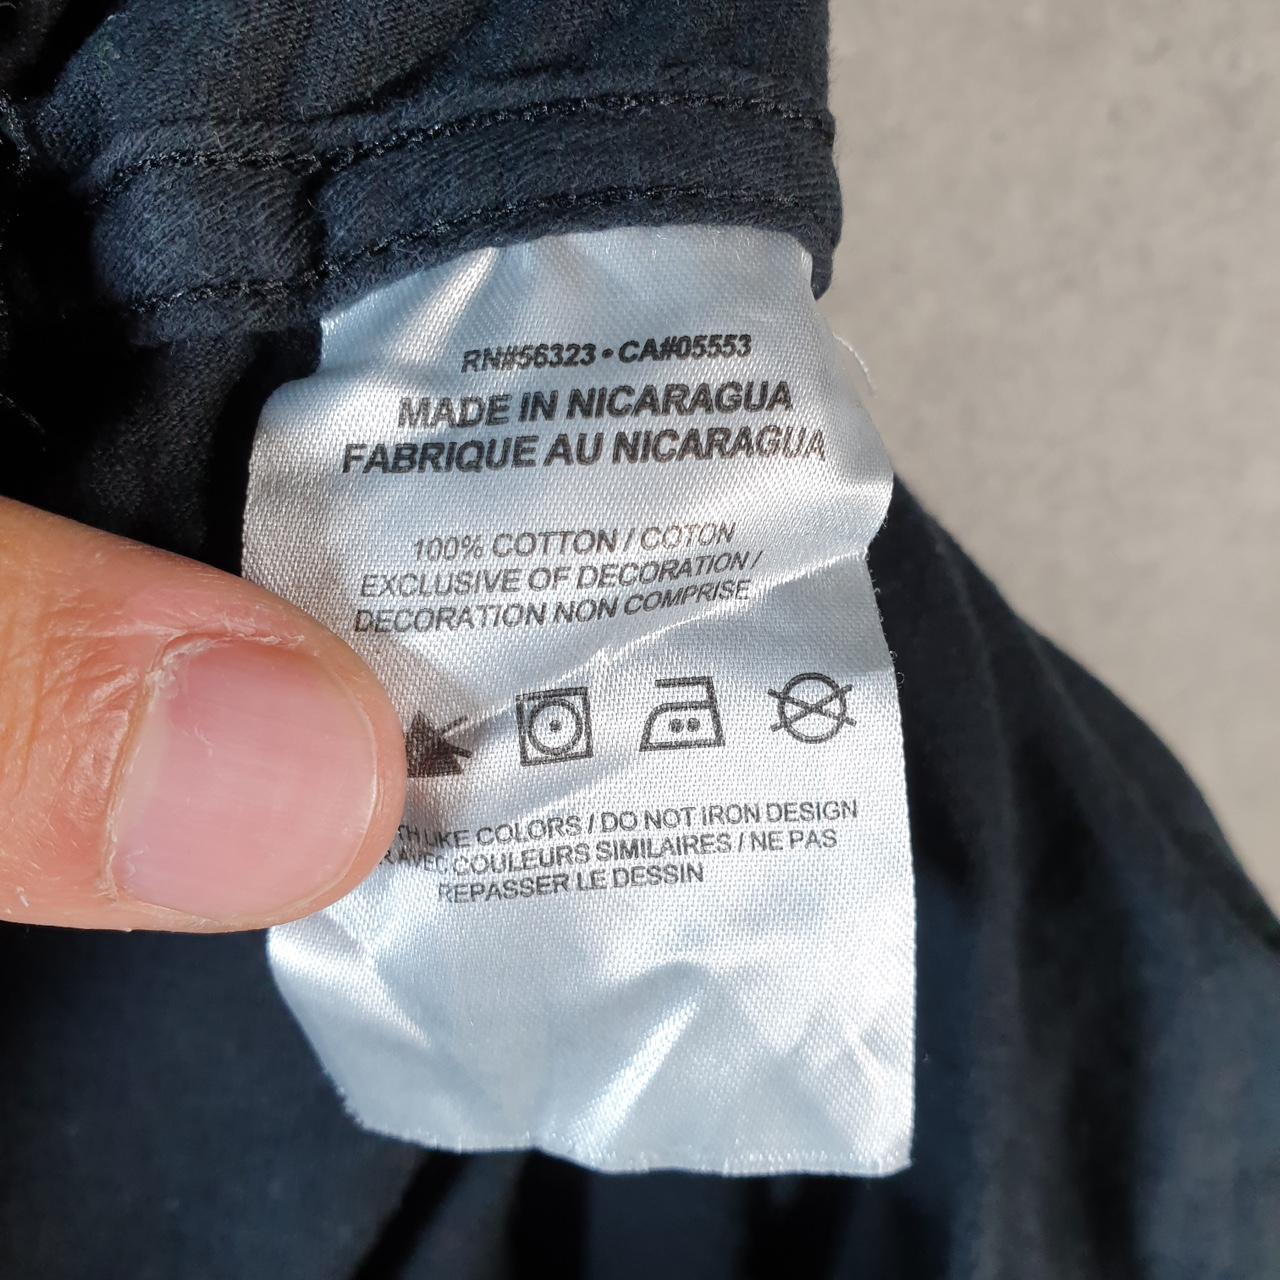 RN#56323 • CA#05553
MADE IN NICARAGUA
FABRIQUE AU NICARAGUA
100% COTTON / COTON
EXCLUSIVE OF DECORATION /
DECORATION NON COMPRISE
LIKE COLORS / DO NOT IRON DESIGN
AVEC COULEURS SIMILAIRES / NE PAS
REPASSER LE DESSIN